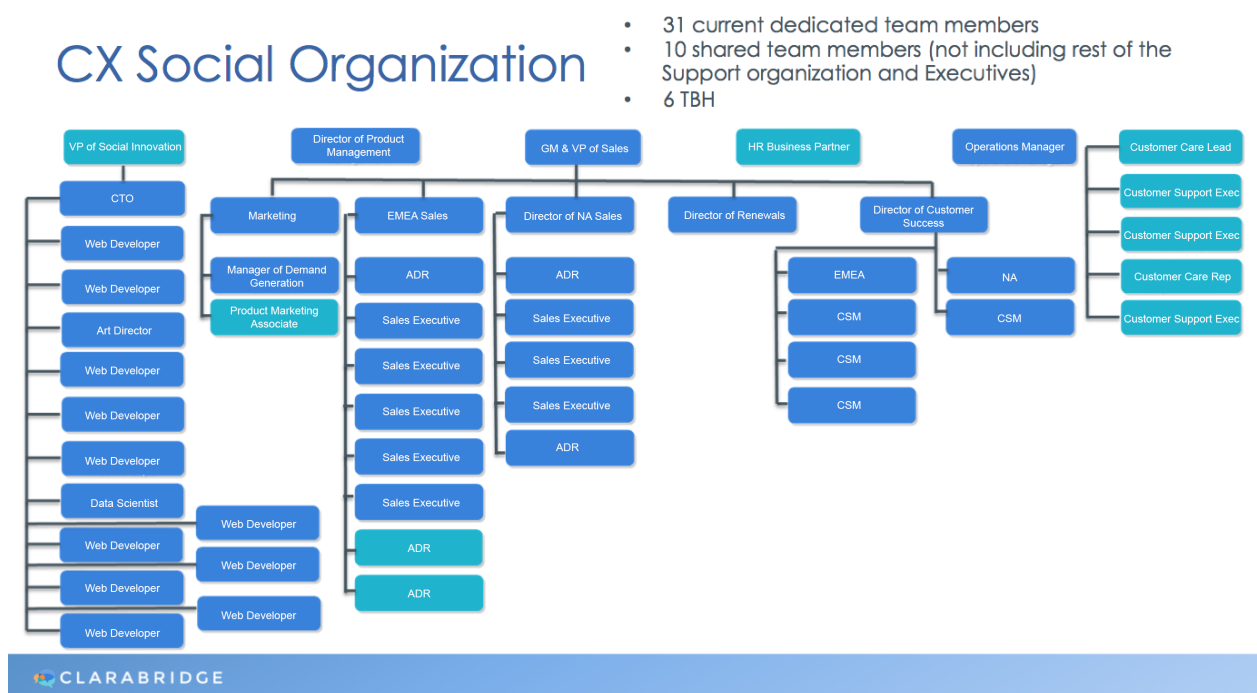 CX Social Organization
• 31 current dedicated team members
• 10 shared team members (not including rest of the
Support organization and Executives)
• 6 TBH
VP of Social Innovation
Director of Product
Management
GM & VP of Sales
HR Business Partner
Operations Manager
Customer Care Lead
CTO
Web Developer
Web Developer
Art Director
Web Developer
Web Developer
Web Developer
Data Scientist
Web Developer
Web Developer
Web Developer
Web Developer
Web Developer
Web Developer
Marketing
Manager of Demand
Generation
Product Marketing
Associate
EMEA Sales
ADR
Sales Executive
Sales Executive
Sales Executive
Sales Executive
Sales Executive
ADR
ADR
Director of NA Sales
ADR
Sales Executive
Sales Executive
Sales Executive
ADR
Director of Renewals
Director of Customer
Success
EMEA
CSM
CSM
CSM
NA
CSM
Customer Support Exec
Customer Support Exec
Customer Care Rep
Customer Support Exec
CLARABRIDGE